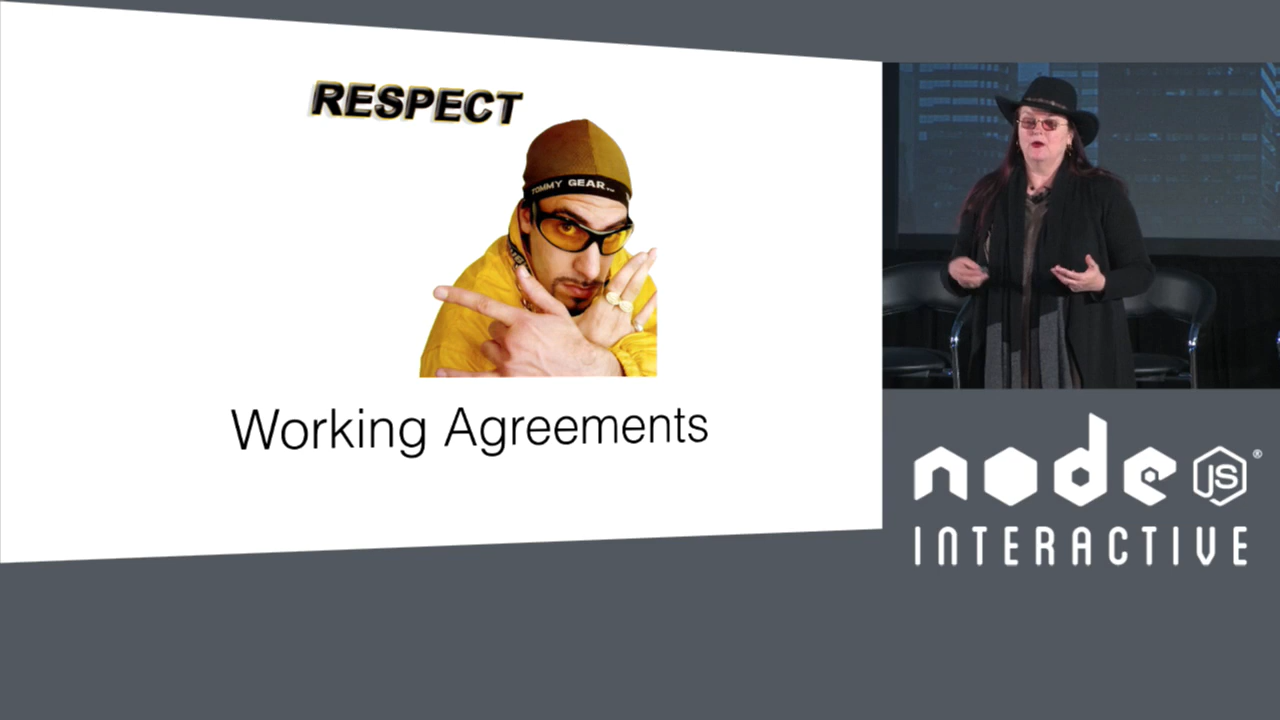 RESPECT
TOMMY GEAR
Working Agreements
node JS ®
INTERACTIVE